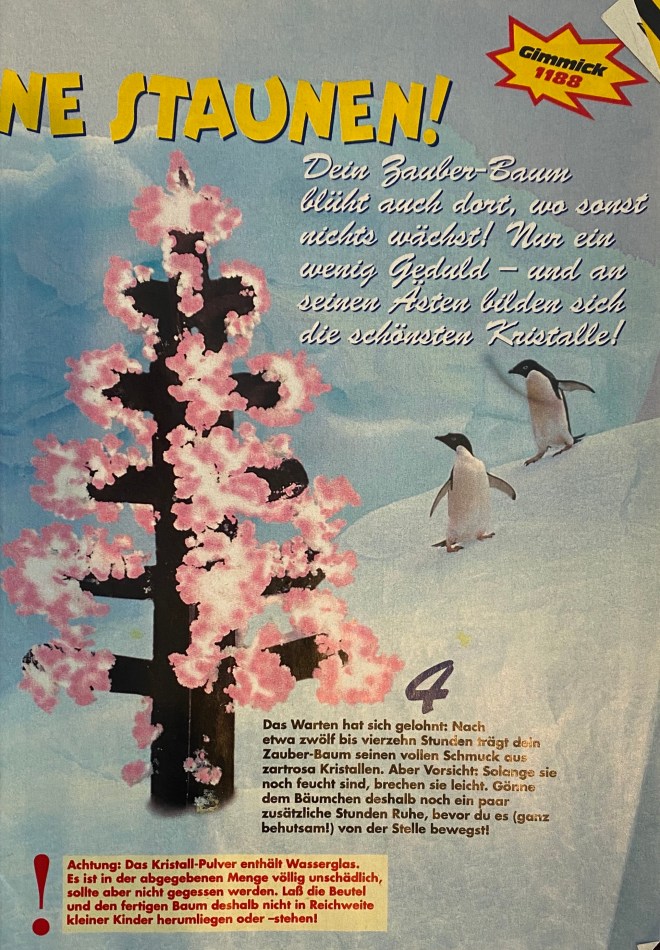 Gimmick
1188
NE STAUNEN!
Dein Zauber-Baum
blüht auch dort, wo sonst
nichts wächst! Nur ein
wenig Geduld – und an
seinen Ästen bilden sich
die schönsten Kristalle!
4
Das Warten hat sich gelohnt: Nach
etwa zwölf bis vierzehn Stunden trägt dein
Zauber-Baum seinen vollen Schmuck aus
zartrosa Kristallen. Aber Vorsicht: Solange sie
noch feucht sind, brechen sie leicht. Gönne
dem Bäumchen deshalb noch ein paar
zusätzliche Stunden Ruhe, bevor du es (ganz
behutsam!) von der Stelle bewegst!
!
Achtung: Das Kristall-Pulver enthält Wasserglas.
Es ist in der abgegebenen Menge völlig unschädlich,
sollte aber nicht gegessen werden. Laß die Beutel
und den fertigen Baum deshalb nicht in Reichweite
kleiner Kinder herumliegen oder –stehen!